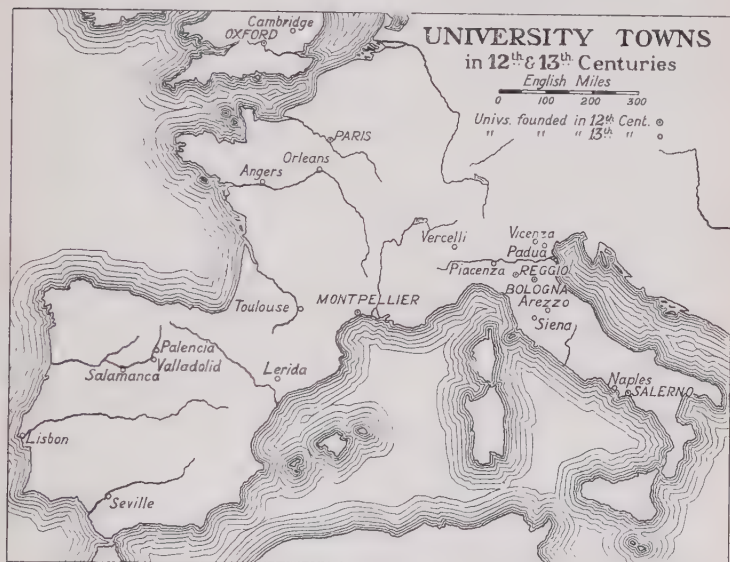 Cambridge
OXFORD
UNIVERSITY TOWNS
in 12th & 13th Centuries
English Miles
0 100 200 300
Univs. founded in 12th Cent.
" " " 13th "
PARIS
Orleans
Angers
Vercelli
Vicenza
Padua
Piacenza
REGGIO
BOLOGNA
Arezzo
Siena
Toulouse
MONTPELLIER
Palencia
Valladolid
Salamanca
Lerida
Naples
SALERNO
Lisbon
Seville